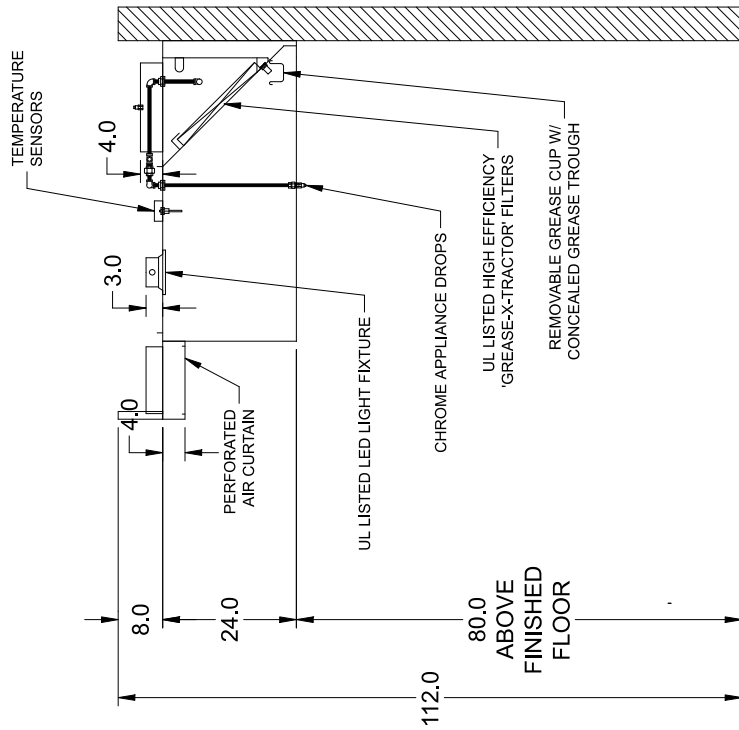 TEMPERATURE
SENSORS
4.0
3.0
4.0
PERFORATED
AIR CURTAIN
UL LISTED LED LIGHT FIXTURE
CHROME APPLIANCE DROPS
UL LISTED HIGH EFFICIENCY
'GREASE-X-TRACTOR' FILTERS
REMOVABLE GREASE CUP W/
CONCEALED GREASE TROUGH
8.0
24.0
80.0
ABOVE
FINISHED
FLOOR
112.0